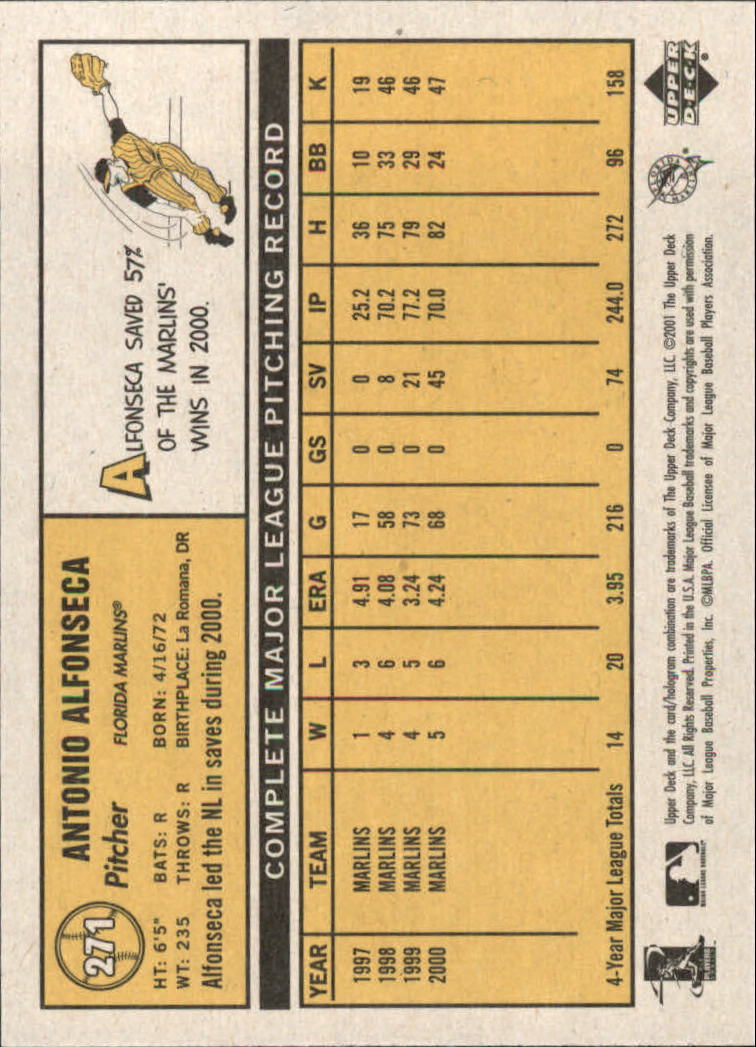 271
ANTONIO ALFONSECA
Pitcher FLORIDA MARLINS®
HT: 6'5" BATS: R BORN: 4/16/72
WT: 235 THROWS: R BIRTHPLACE: La Romana, DR
Alfonseca led the NL in saves during 2000.
ALFONSECA SAVED 57%
OF THE MARLINS'
WINS IN 2000.
COMPLETE MAJOR LEAGUE PITCHING RECORD
YEAR TEAM W L ERA G GS SV IP H BB K
1997 MARLINS 1 3 4.91 17 0 0 25.2 36 10 19
1998 MARLINS 4 6 4.08 58 0 8 70.2 75 33 46
1999 MARLINS 4 5 3.24 73 0 21 77.2 79 29 46
2000 MARLINS 5 6 4.24 68 0 45 70.0 82 24 47
4-Year Major League Totals 14 20 3.95 216 0 74 244.0 272 96 158
Upper Deck and the card/hologram combination are trademarks of The Upper Deck Company, LLC. ©2001 The Upper Deck
Company, LLC. All Rights Reserved. Printed in the U.S.A. Major League Baseball trademarks and copyrights are used with permission
of Major League Baseball Properties, Inc. ©MLBPA. Official Licensee of Major League Baseball Players Association.
UPPER
DECK